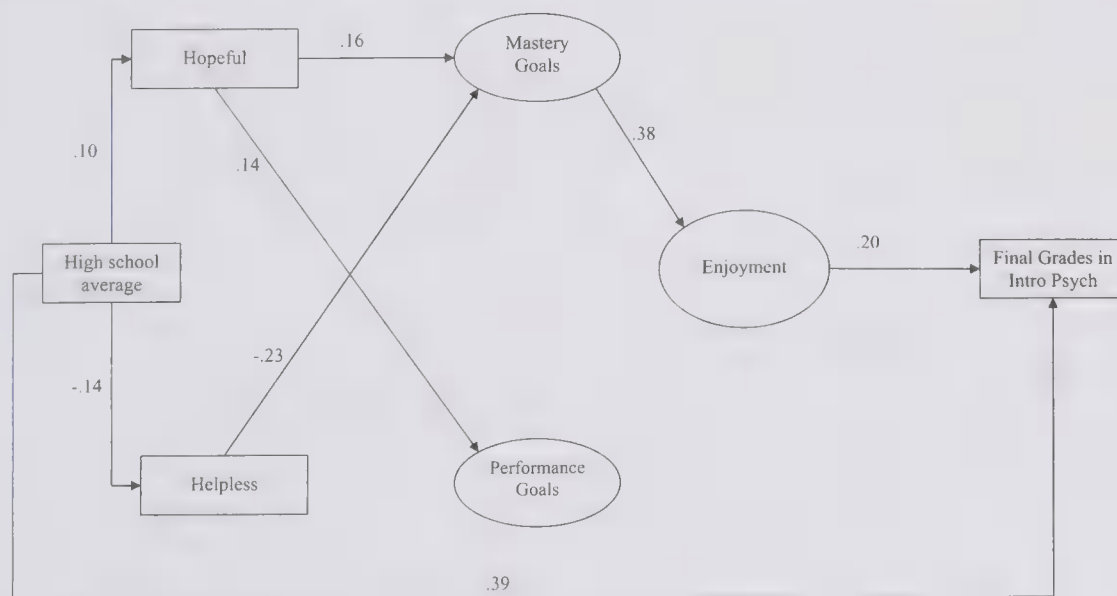 .16
Hopeful
Mastery
Goals
.10
.14
.38
High school
average
Enjoyment
.20
Final Grades in
Intro Psych
-.23
-.14
Helpless
Performance
Goals
.39